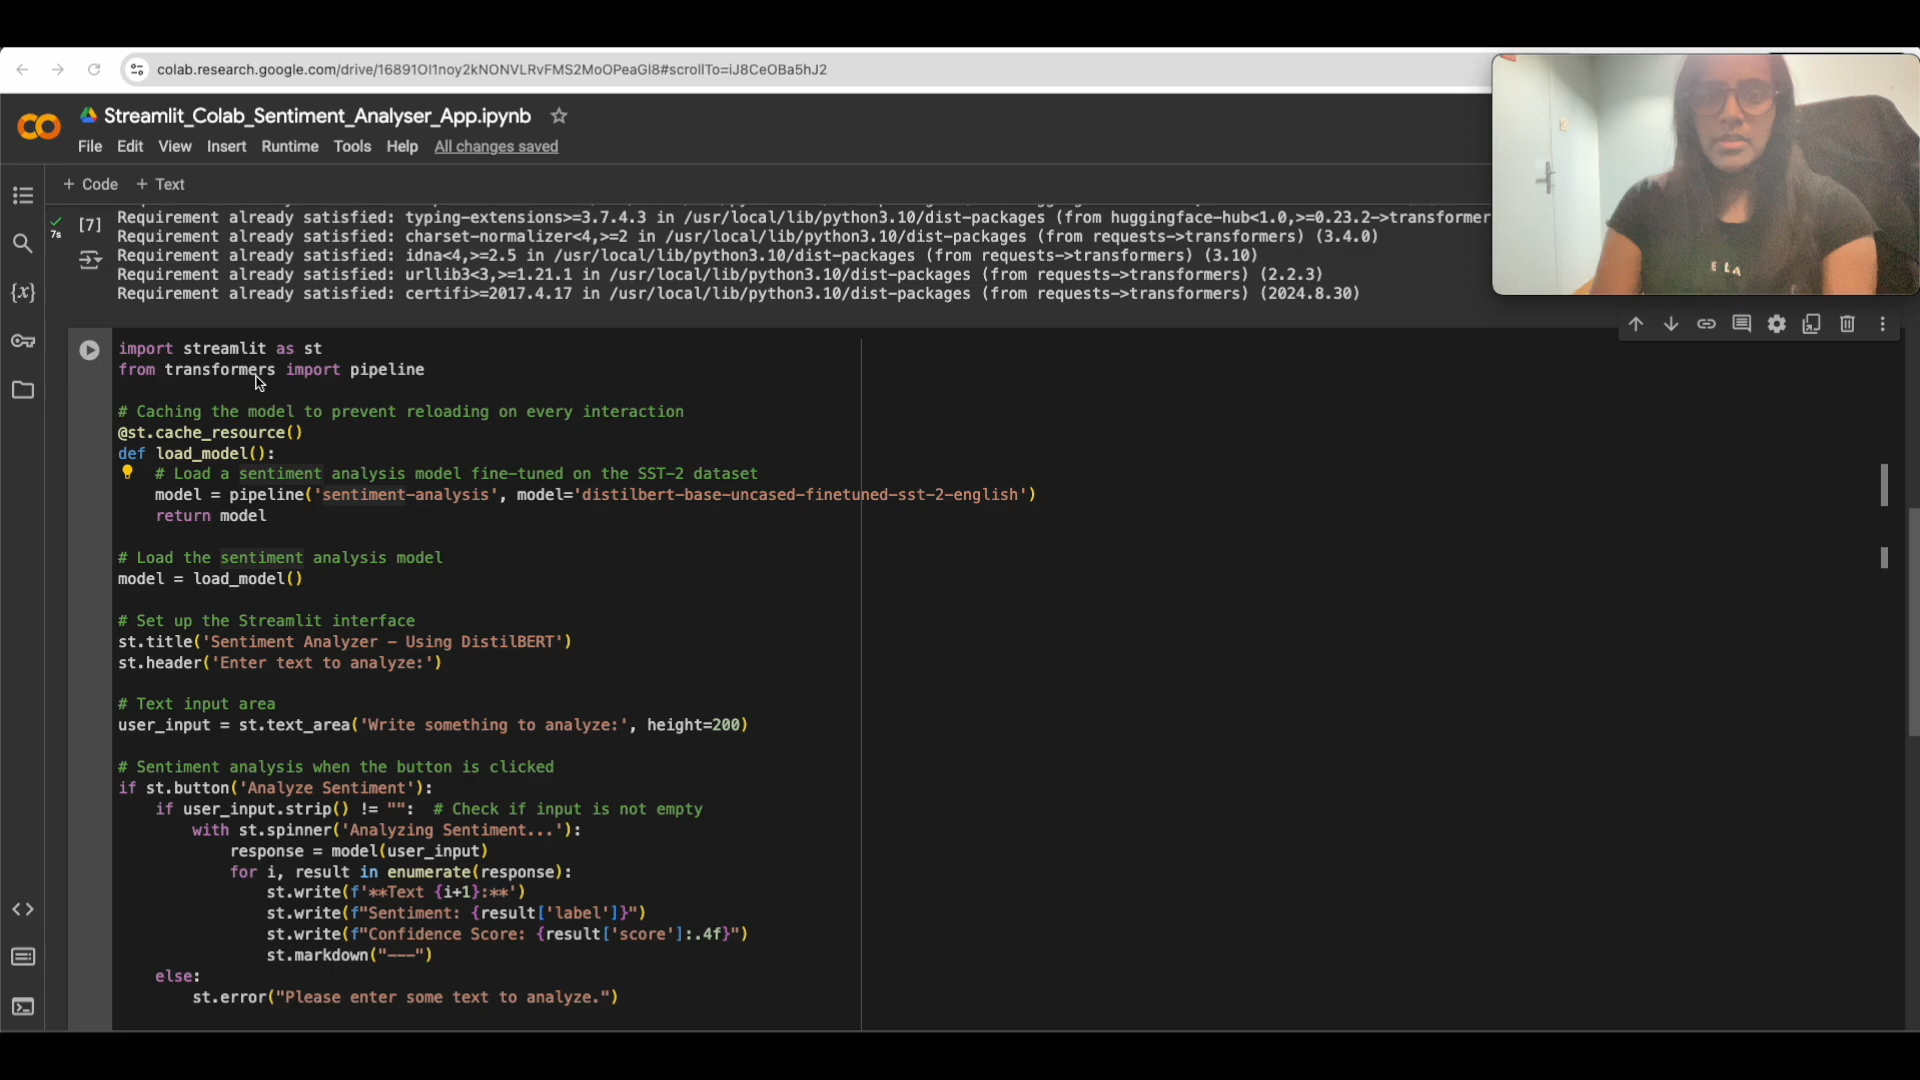 colab.research.google.com/drive/16891OI1noy2kNONVLRvFMS2MoOPeaGl8#scrollTo=iJ8CeOBa5hJ2
Streamlit_Colab_Sentiment_Analyser_App.ipynb
File Edit View Insert Runtime Tools Help All changes saved
+ Code + Text
[7] Requirement already satisfied: typing-extensions>=3.7.4.3 in /usr/local/lib/python3.10/dist-packages (from huggingface-hub<1.0,>=0.23.2->transformer
7s
Requirement already satisfied: charset-normalizer<4,>=2 in /usr/local/lib/python3.10/dist-packages (from requests->transformers) (3.4.0)
Requirement already satisfied: idna<4,>=2.5 in /usr/local/lib/python3.10/dist-packages (from requests->transformers) (3.10)
Requirement already satisfied: urllib3<3,>=1.21.1 in /usr/local/lib/python3.10/dist-packages (from requests->transformers) (2.2.3)
Requirement already satisfied: certifi>=2017.4.17 in /usr/local/lib/python3.10/dist-packages (from requests->transformers) (2024.8.30)
ELA
{x}
import streamlit as st
from transformers import pipeline
# Caching the model to prevent reloading on every interaction
@st.cache_resource()
def load_model():
    # Load a sentiment analysis model fine-tuned on the SST-2 dataset
    model = pipeline('sentiment-analysis', model='distilbert-base-uncased-finetuned-sst-2-english')
    return model
# Load the sentiment analysis model
model = load_model()
# Set up the Streamlit interface
st.title('Sentiment Analyzer - Using DistilBERT')
st.header('Enter text to analyze:')
# Text input area
user_input = st.text_area('Write something to analyze:', height=200)
# Sentiment analysis when the button is clicked
if st.button('Analyze Sentiment'):
    if user_input.strip() != "":  # Check if input is not empty
        with st.spinner('Analyzing Sentiment...'):
            response = model(user_input)
            for i, result in enumerate(response):
                st.write(f'**Text {i+1}:**')
                st.write(f"Sentiment: {result['label']}")
                st.write(f"Confidence Score: {result['score']:.4f}")
                st.markdown("---")
    else:
        st.error("Please enter some text to analyze.")